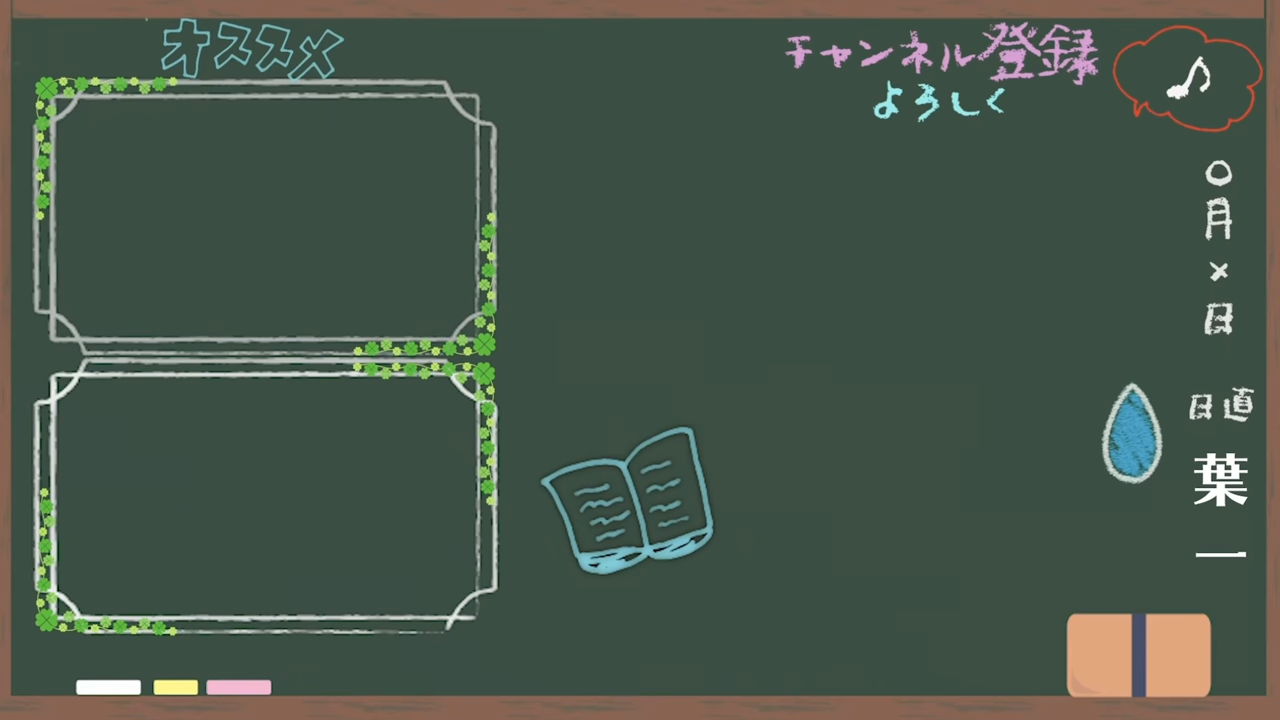 オススメ
チャンネル登録
よろしく
○月×日
日直
葉一